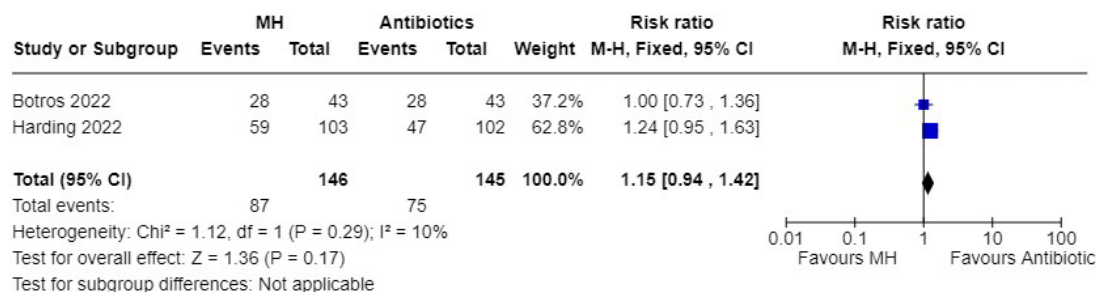 MH Antibiotics Risk ratio Risk ratio
Study or Subgroup Events Total Events Total Weight M-H, Fixed, 95% CI M-H, Fixed, 95% CI
Botros 2022 28 43 28 43 37.2% 1.00 [0.73 , 1.36]
Harding 2022 59 103 47 102 62.8% 1.24 [0.95 , 1.63]
Total (95% CI) 146 145 100.0% 1.15 [0.94 , 1.42]
Total events: 87 75
Heterogeneity: Chi² = 1.12, df = 1 (P = 0.29); I² = 10%
0.01 0.1 1 10 100
Test for overall effect: Z = 1.36 (P = 0.17)
Favours MH Favours Antibiotic
Test for subgroup differences: Not applicable